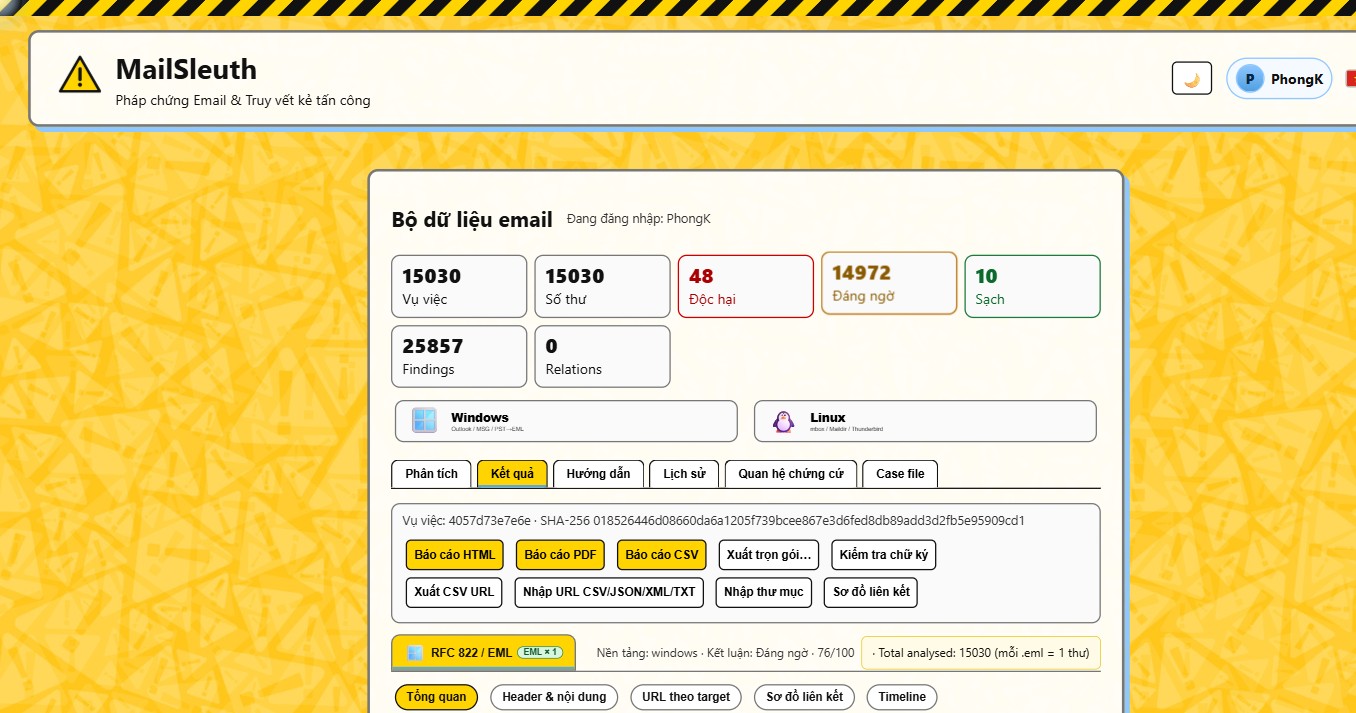 MailSleuth
Pháp chứng Email & Truy vết kẻ tấn công
P PhongK
Bộ dữ liệu email Đang đăng nhập: PhongK
15030 15030 48 14972 10
Vụ việc Số thư Độc hại Đáng ngờ Sạch
25857 0
Findings Relations
Windows Linux
Outlook / MSG / PST→EML mbox / Maildir / Thunderbird
Phân tích Kết quả Hướng dẫn Lịch sử Quan hệ chứng cứ Case file
Vụ việc: 4057d73e7e6e · SHA-256 018526446d08660da6a1205f739bcee867e3d6fed8db89add3d2fb5e95909cd1
Báo cáo HTML Báo cáo PDF Báo cáo CSV Xuất trọn gói... Kiểm tra chữ ký
Xuất CSV URL Nhập URL CSV/JSON/XML/TXT Nhập thư mục Sơ đồ liên kết
RFC 822 / EML EML × 1 Nền tảng: windows · Kết luận: Đáng ngờ · 76/100 · Total analysed: 15030 (mỗi .eml = 1 thư)
Tổng quan Header & nội dung URL theo target Sơ đồ liên kết Timeline